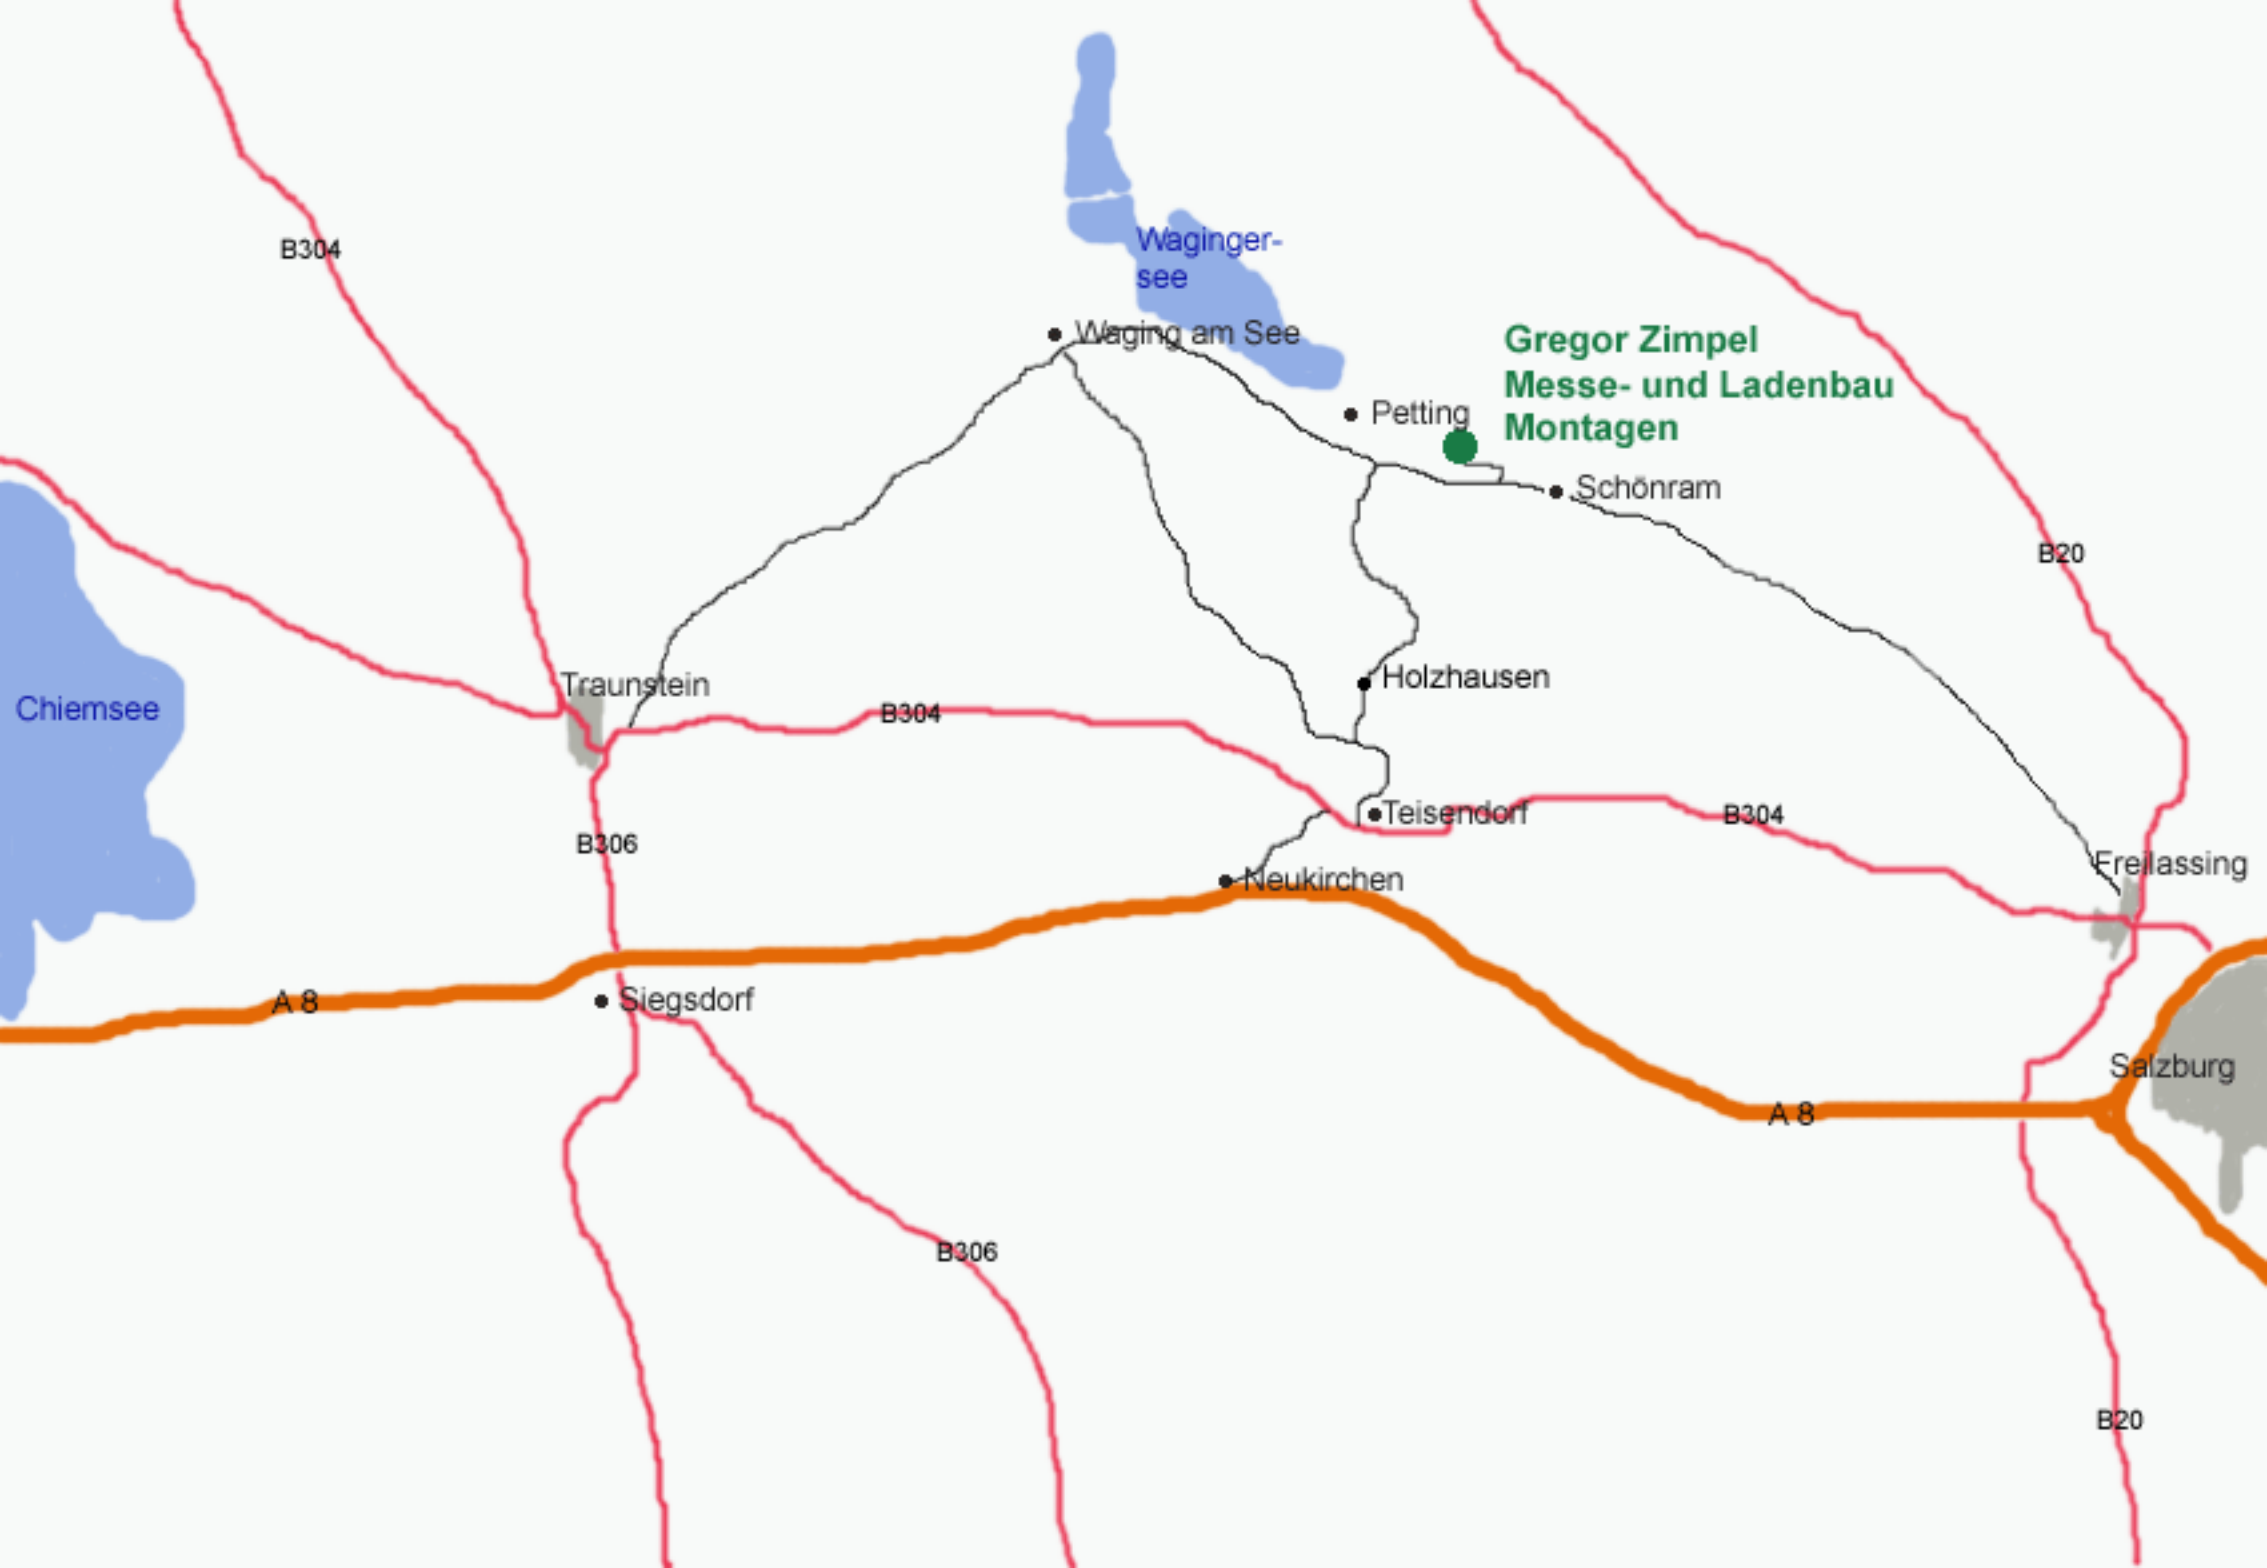 B304
Waginger-
see
Waging am See
Gregor Zimpel
Messe- und Ladenbau
Montagen
Petting
Schönram
B20
Traunstein
Holzhausen
Chiemsee
B304
Teisendorf
B304
B306
Freilassing
Neukirchen
A 8
Siegsdorf
Salzburg
A 8
B306
B20